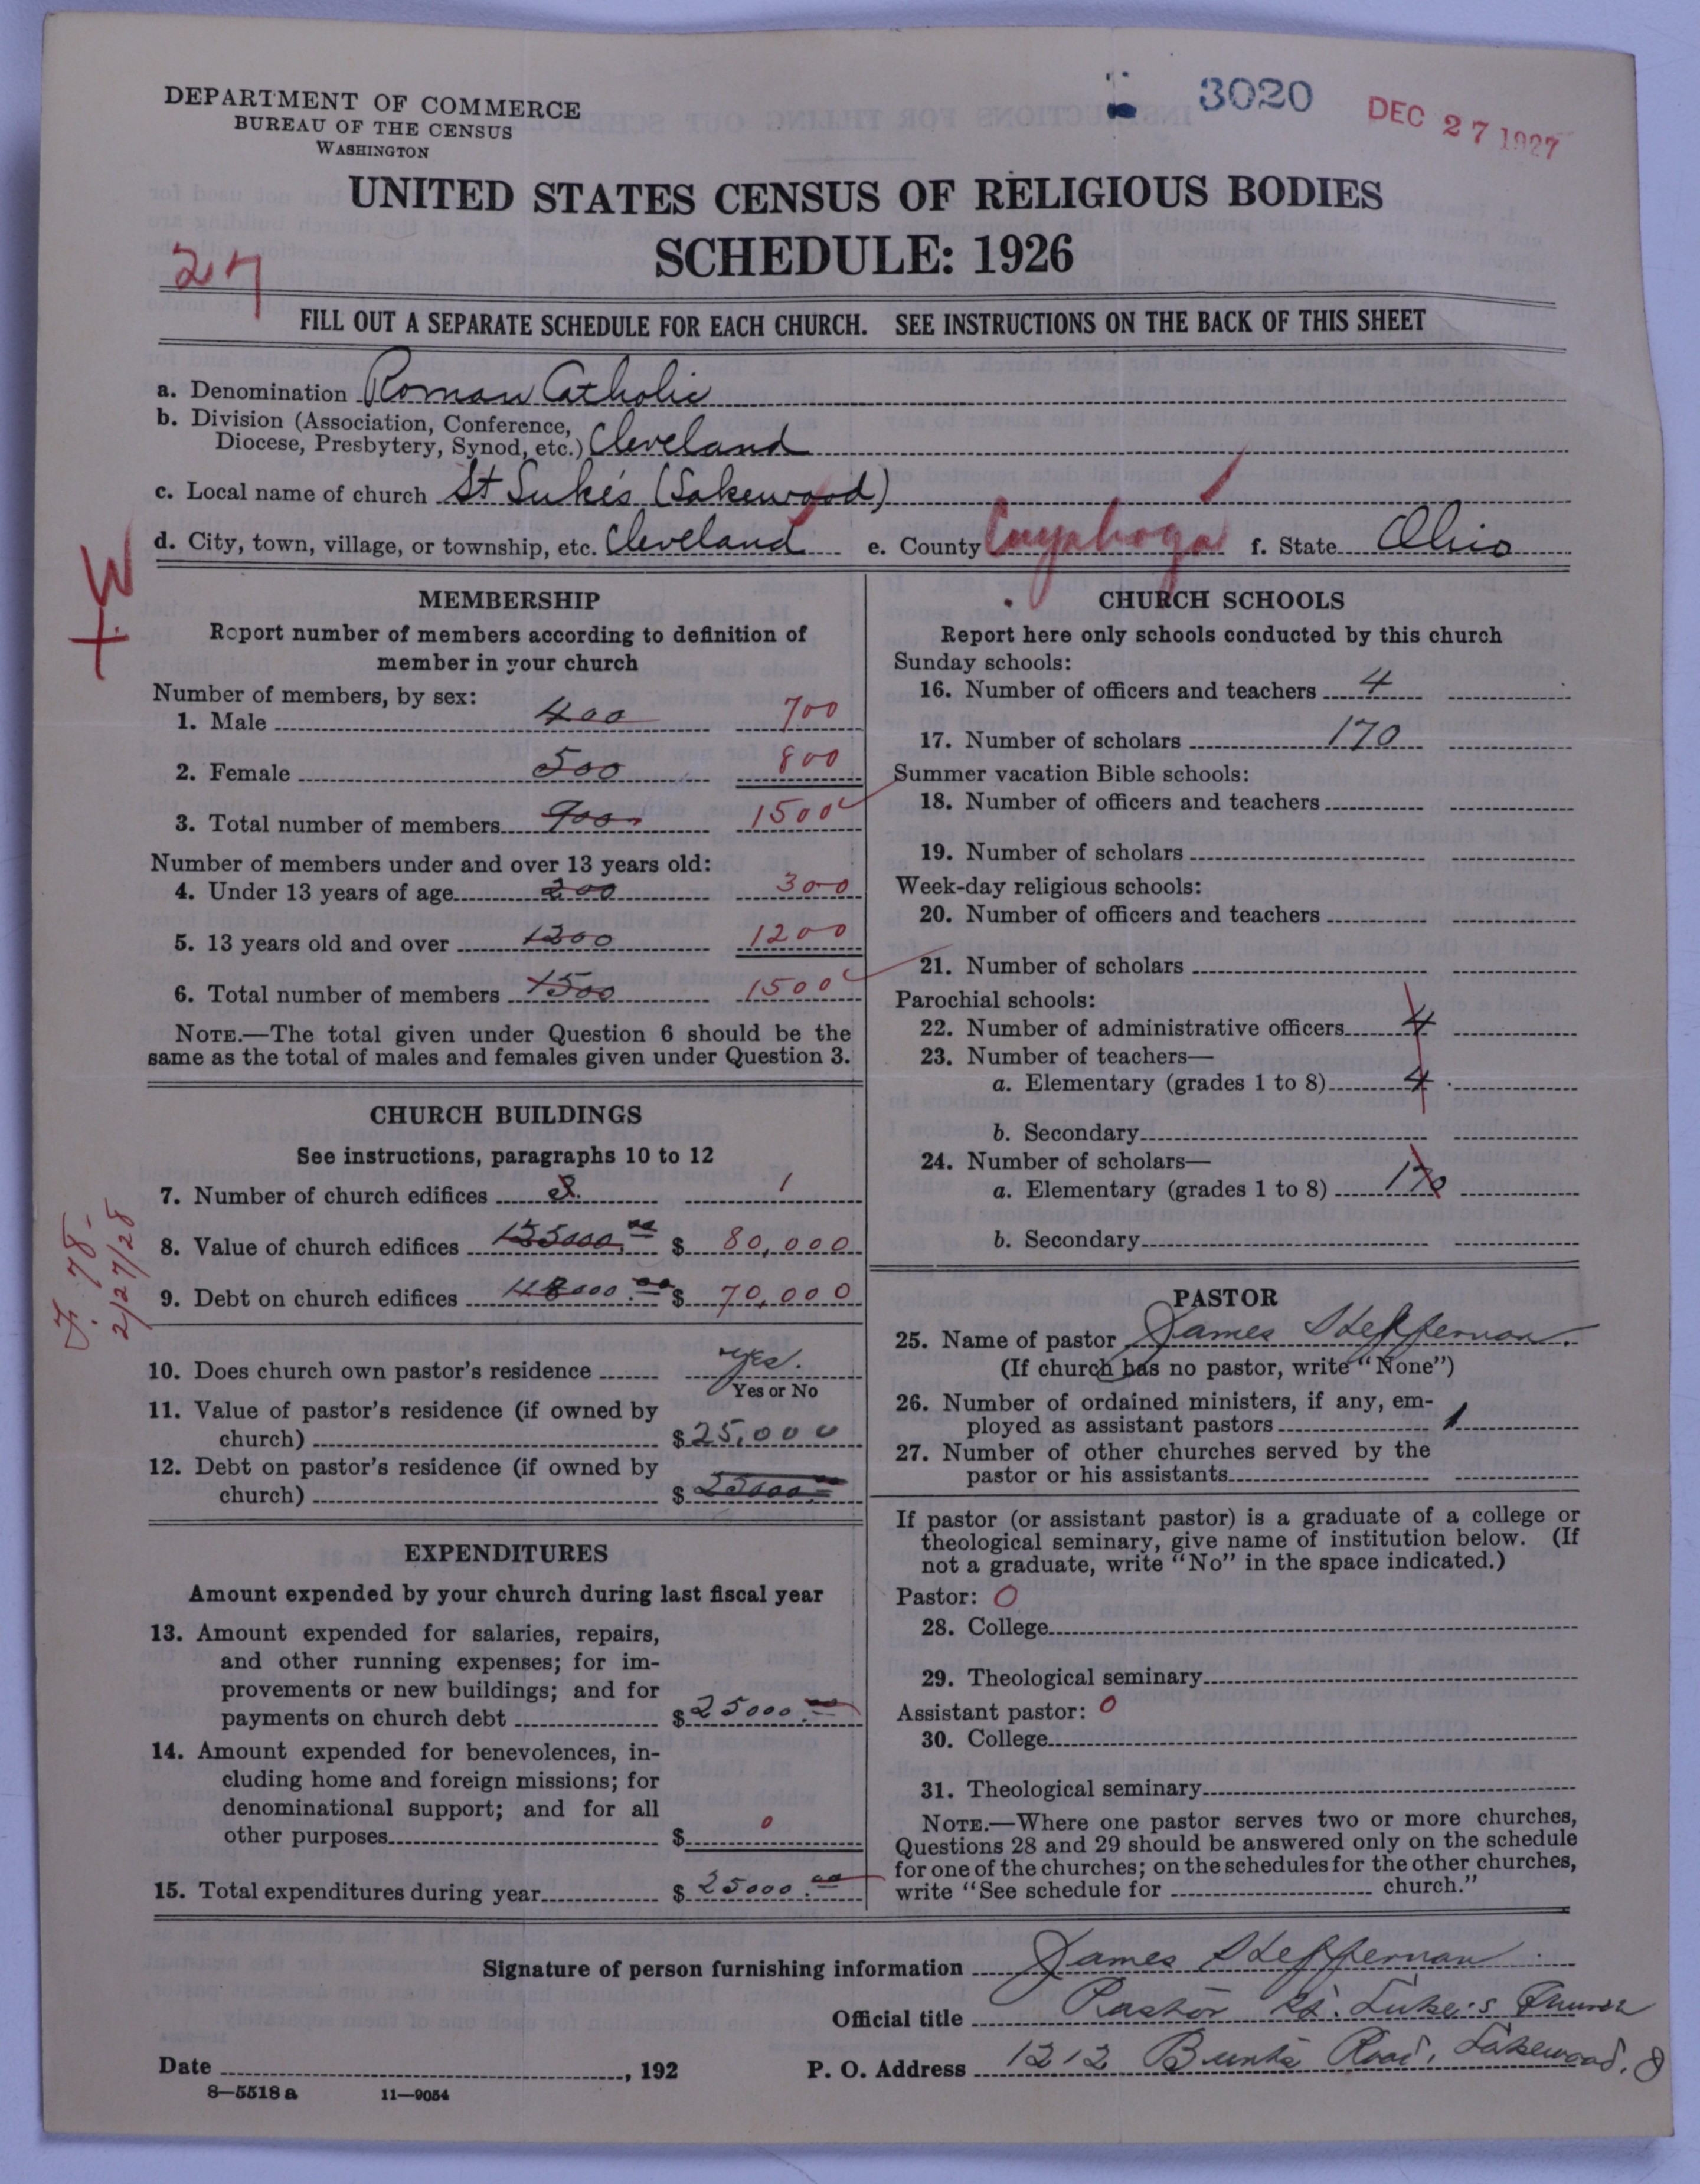 3020
DEC 27 1927
DEPARTMENT OF COMMERCE
BUREAU OF THE CENSUS
WASHINGTON
UNITED STATES CENSUS OF RELIGIOUS BODIES
SCHEDULE: 1926
27
FILL OUT A SEPARATE SCHEDULE FOR EACH CHURCH. SEE INSTRUCTIONS ON THE BACK OF THIS SHEET
a. Denomination Roman Catholic
b. Division (Association, Conference,
Diocese, Presbytery, Synod, etc.) Cleveland
c. Local name of church St Luke's (Lakewood)
d. City, town, village, or township, etc. Cleveland e. County Cuyahoga f. State Ohio
+W
MEMBERSHIP
Report number of members according to definition of
member in your church
Number of members, by sex:
1. Male 400 700
2. Female 500 800
3. Total number of members 900 1500
Number of members under and over 13 years old:
4. Under 13 years of age 200 300
5. 13 years old and over 1200 1200
6. Total number of members 1500 1500
NOTE.—The total given under Question 6 should be the
same as the total of males and females given under Question 3.
CHURCH BUILDINGS
See instructions, paragraphs 10 to 12
7. Number of church edifices 1
8. Value of church edifices $ 80,000
9. Debt on church edifices $ 70,000
F. 78-
2/27/28
10. Does church own pastor's residence yes.
Yes or No
11. Value of pastor's residence (if owned by
church) $ 25,000
12. Debt on pastor's residence (if owned by
church) $ 25000
EXPENDITURES
Amount expended by your church during last fiscal year
13. Amount expended for salaries, repairs,
and other running expenses; for im-
provements or new buildings; and for
payments on church debt $ 25000.00
14. Amount expended for benevolences, in-
cluding home and foreign missions; for
denominational support; and for all
other purposes $ 0
15. Total expenditures during year $ 25000.00
CHURCH SCHOOLS
Report here only schools conducted by this church
Sunday schools:
16. Number of officers and teachers 4
17. Number of scholars 170
Summer vacation Bible schools:
18. Number of officers and teachers
19. Number of scholars
Week-day religious schools:
20. Number of officers and teachers
21. Number of scholars
Parochial schools:
22. Number of administrative officers 4
23. Number of teachers—
a. Elementary (grades 1 to 8) 4
b. Secondary
24. Number of scholars—
a. Elementary (grades 1 to 8) 170
b. Secondary
PASTOR
25. Name of pastor James Heffernan.
(If church has no pastor, write "None")
26. Number of ordained ministers, if any, em-
ployed as assistant pastors 1
27. Number of other churches served by the
pastor or his assistants
If pastor (or assistant pastor) is a graduate of a college or
theological seminary, give name of institution below. (If
not a graduate, write "No" in the space indicated.)
Pastor: 0
28. College
29. Theological seminary
Assistant pastor: 0
30. College
31. Theological seminary
NOTE.—Where one pastor serves two or more churches,
Questions 28 and 29 should be answered only on the schedule
for one of the churches; on the schedules for the other churches,
write "See schedule for church."
Signature of person furnishing information James Heffernan
Official title Pastor St. Luke's Church
Date , 192 P. O. Address 1212 Bunts Road, Lakewood, O
8—5518 a 11—9054